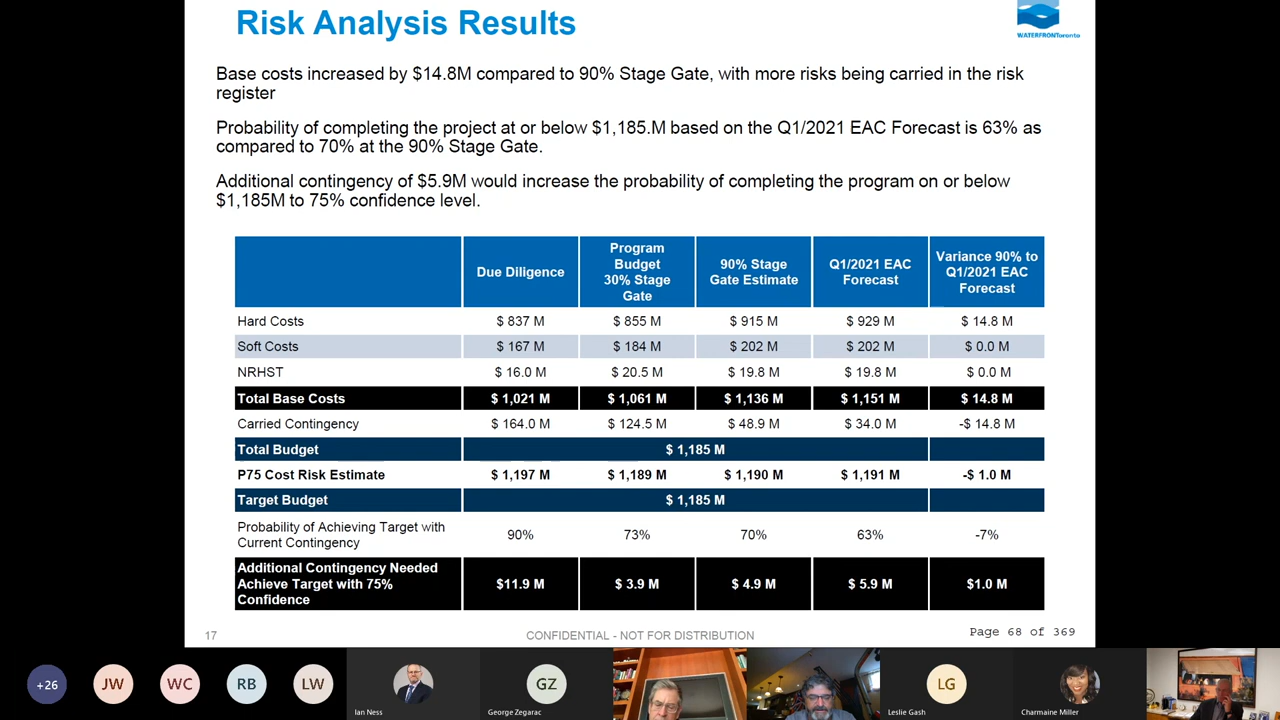 Risk Analysis Results
WATERFRONToronto
Base costs increased by $14.8M compared to 90% Stage Gate, with more risks being carried in the risk
register
Probability of completing the project at or below $1,185.M based on the Q1/2021 EAC Forecast is 63% as
compared to 70% at the 90% Stage Gate.
Additional contingency of $5.9M would increase the probability of completing the program on or below
$1,185M to 75% confidence level.
Due Diligence
Program
Budget
30% Stage
Gate
90% Stage
Gate Estimate
Q1/2021 EAC
Forecast
Variance 90% to
Q1/2021 EAC
Forecast
Hard Costs $ 837 M $ 855 M $ 915 M $ 929 M $ 14.8 M
Soft Costs $ 167 M $ 184 M $ 202 M $ 202 M $ 0.0 M
NRHST $ 16.0 M $ 20.5 M $ 19.8 M $ 19.8 M $ 0.0 M
Total Base Costs $ 1,021 M $ 1,061 M $ 1,136 M $ 1,151 M $ 14.8 M
Carried Contingency $ 164.0 M $ 124.5 M $ 48.9 M $ 34.0 M -$ 14.8 M
Total Budget $ 1,185 M
P75 Cost Risk Estimate $ 1,197 M $ 1,189 M $ 1,190 M $ 1,191 M -$ 1.0 M
Target Budget $ 1,185 M
Probability of Achieving Target with
Current Contingency 90% 73% 70% 63% -7%
Additional Contingency Needed
Achieve Target with 75%
Confidence $11.9 M $ 3.9 M $ 4.9 M $ 5.9 M $1.0 M
17 CONFIDENTIAL - NOT FOR DISTRIBUTION Page 68 of 369
+26 JW WC RB LW GZ LG
Ian Ness George Zegarac Leslie Gash Charmaine Miller